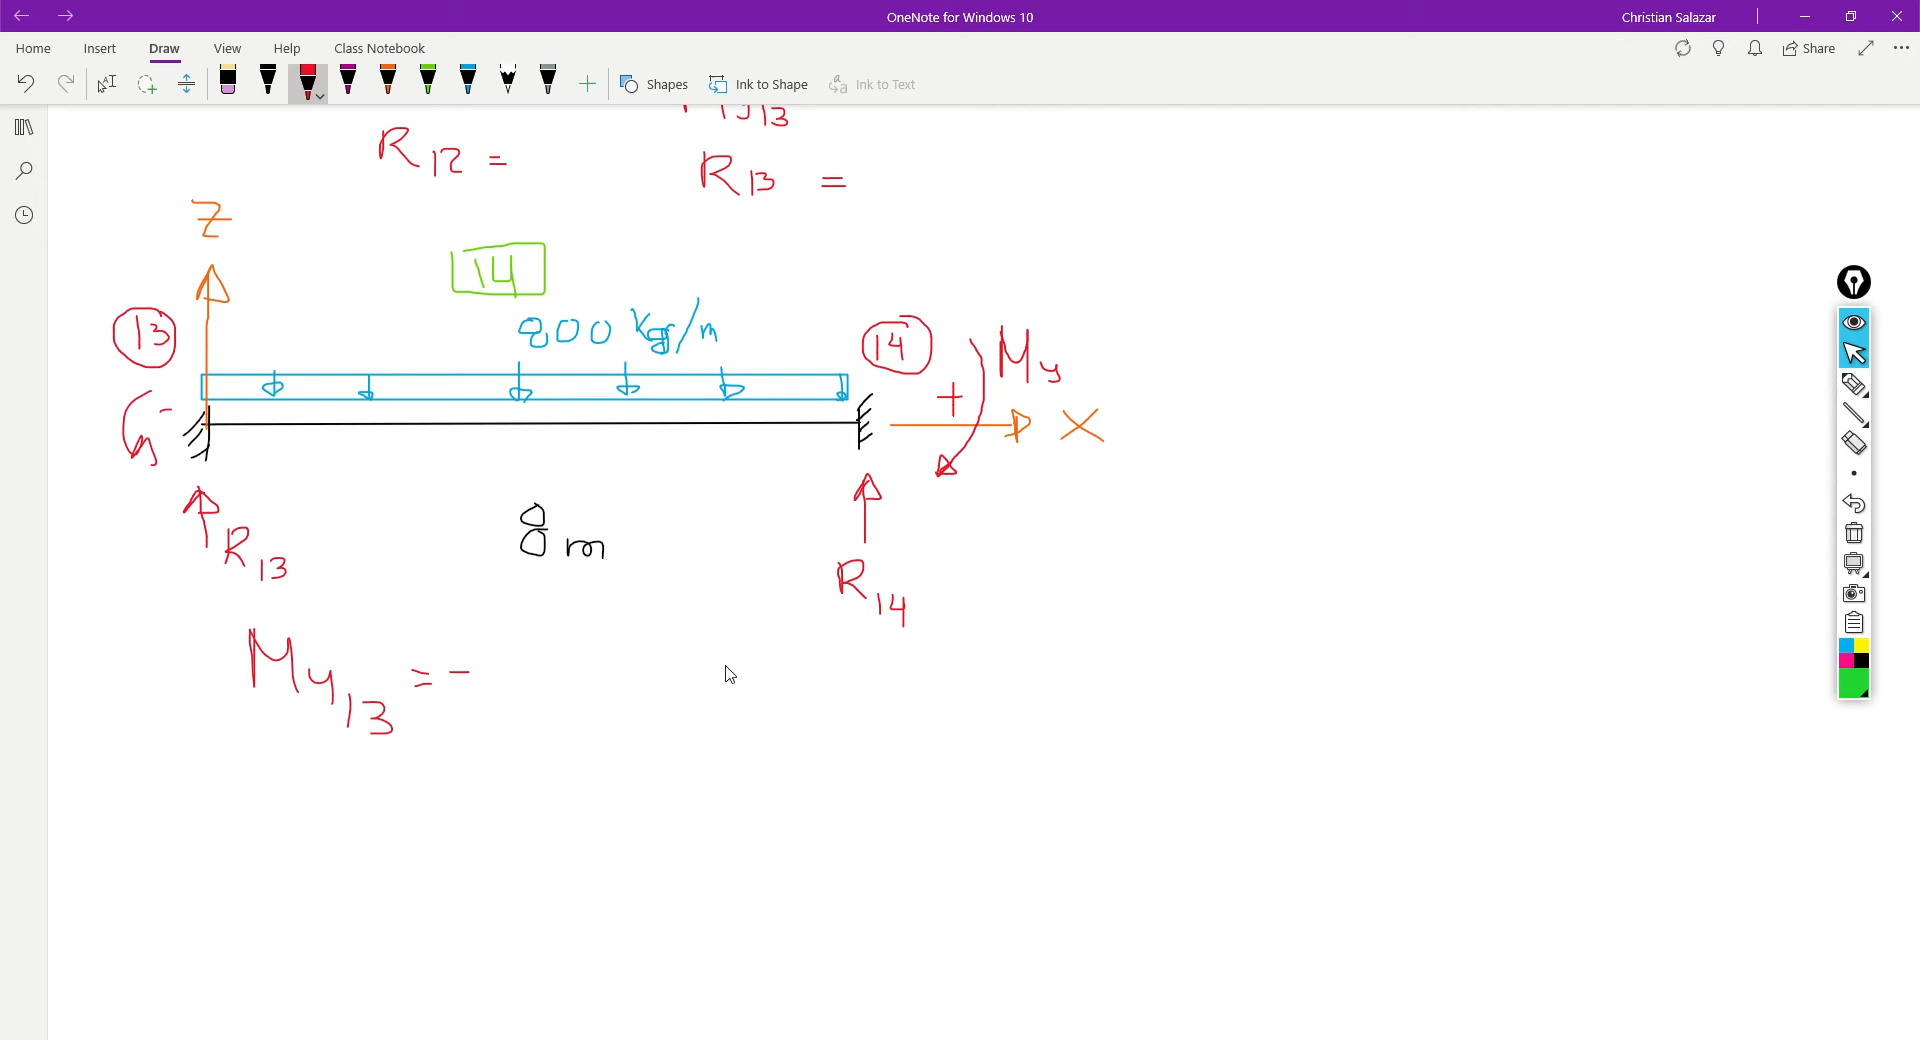 OneNote for Windows 10
Christian Salazar
Home Insert Draw View Help Class Notebook
Share
Shapes
Ink to Shape
Ink to Text
R12 =
R13 =
Z
14
800 Kg/m
13
14
My
+
X
-
8 m
R13
R14
My13 = -